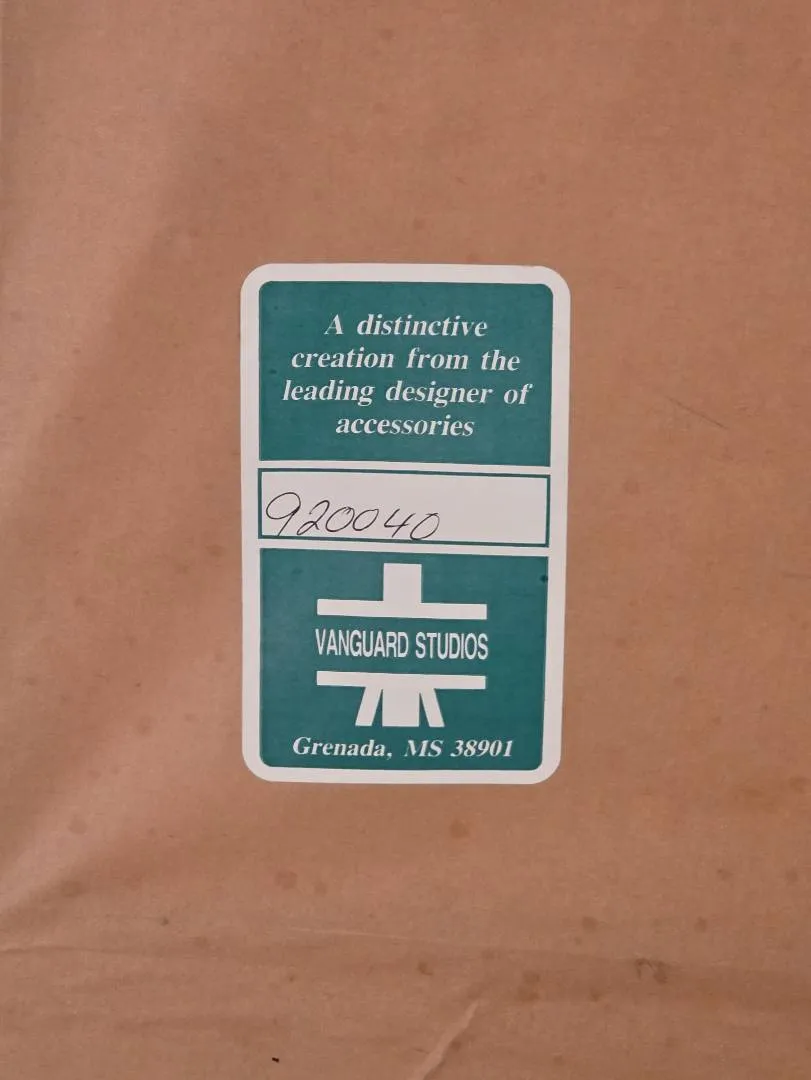 A distinctive
creation from the
leading designer of
accessories
920040
VANGUARD STUDIOS
Grenada, MS 38901